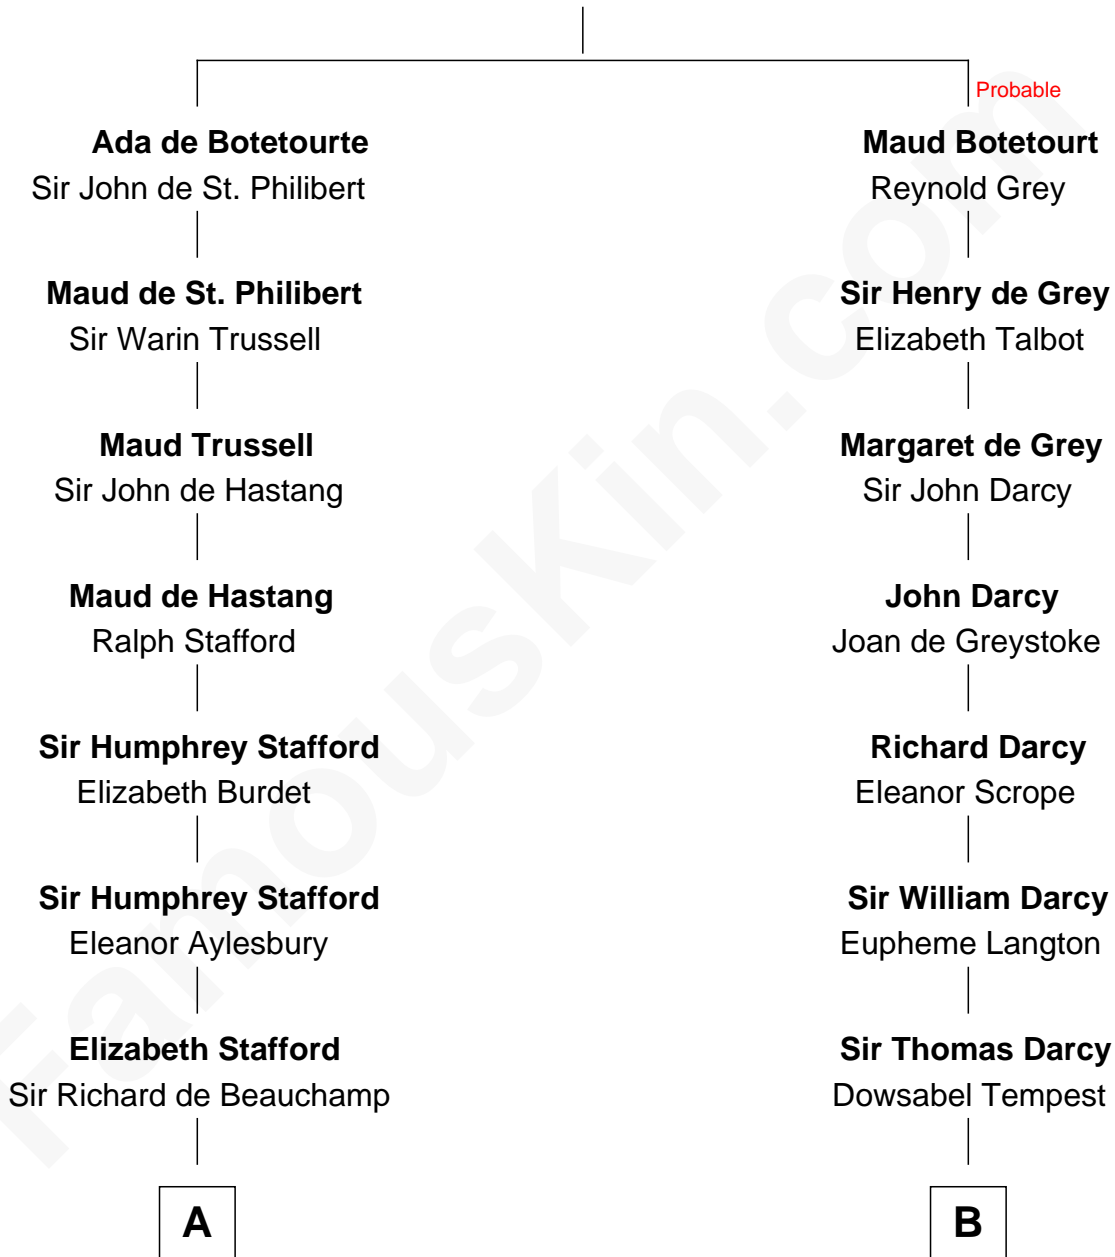 Probable
Ada de Botetourte
Sir John de St. Philibert
Maud Botetourt
Reynold Grey
Maud de St. Philibert
Sir Warin Trussell
Sir Henry de Grey
Elizabeth Talbot
Maud Trussell
Sir John de Hastang
Margaret de Grey
Sir John Darcy
Maud de Hastang
Ralph Stafford
John Darcy
Joan de Greystoke
Sir Humphrey Stafford
Elizabeth Burdet
Richard Darcy
Eleanor Scrope
Sir Humphrey Stafford
Eleanor Aylesbury
Sir William Darcy
Eupheme Langton
Elizabeth Stafford
Sir Richard de Beauchamp
Sir Thomas Darcy
Dowsabel Tempest
A
B
FamousKin.com